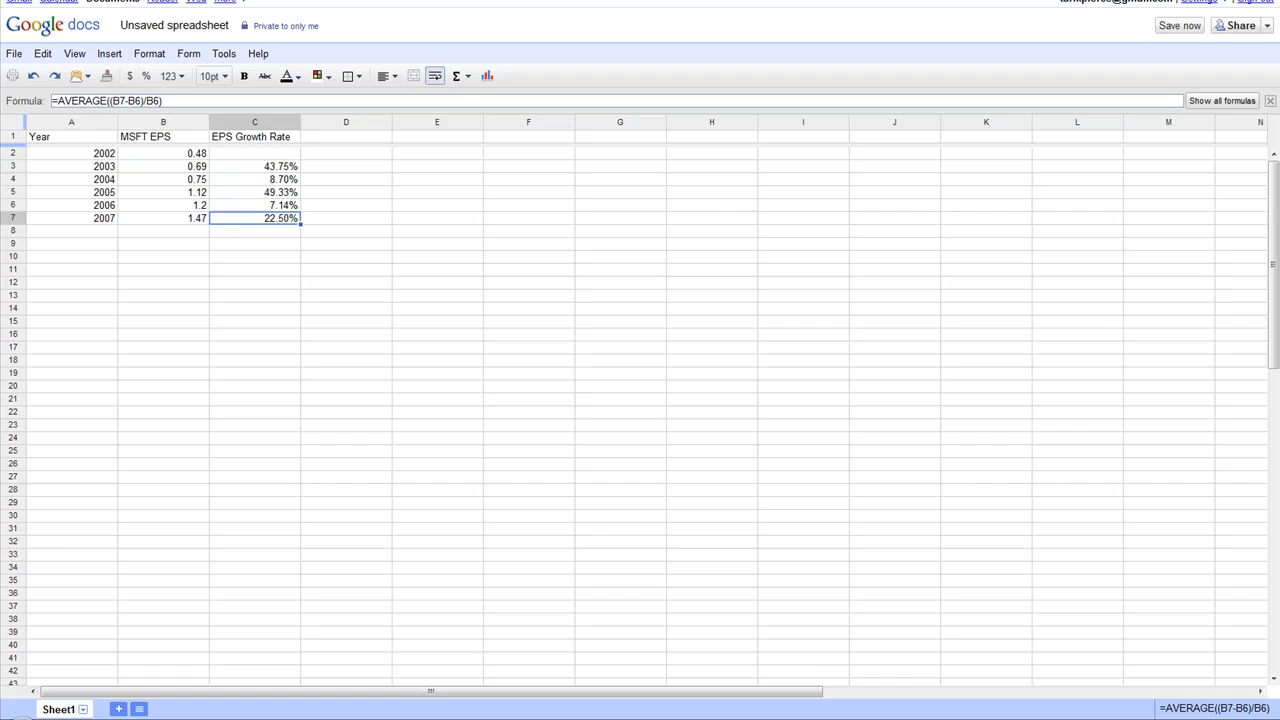 Gmail Calendar Documents Reader Web more Settings Sign out
Google docs Unsaved spreadsheet Private to only me Save now Share
File Edit View Insert Format Form Tools Help
$ % 123 10pt B Abc A Σ
Formula: =AVERAGE((B7-B6)/B6) Show all formulas
A B C D E F G H I J K L M N
1 Year MSFT EPS EPS Growth Rate
2 2002 0.48
3 2003 0.69 43.75%
4 2004 0.75 8.70%
5 2005 1.12 49.33%
6 2006 1.2 7.14%
7 2007 1.47 22.50%
8
9
10
11
12
13
14
15
16
17
18
19
20
21
22
23
24
25
26
27
28
29
30
31
32
33
34
35
36
37
38
39
40
41
42
43
Sheet1 =AVERAGE((B7-B6)/B6)